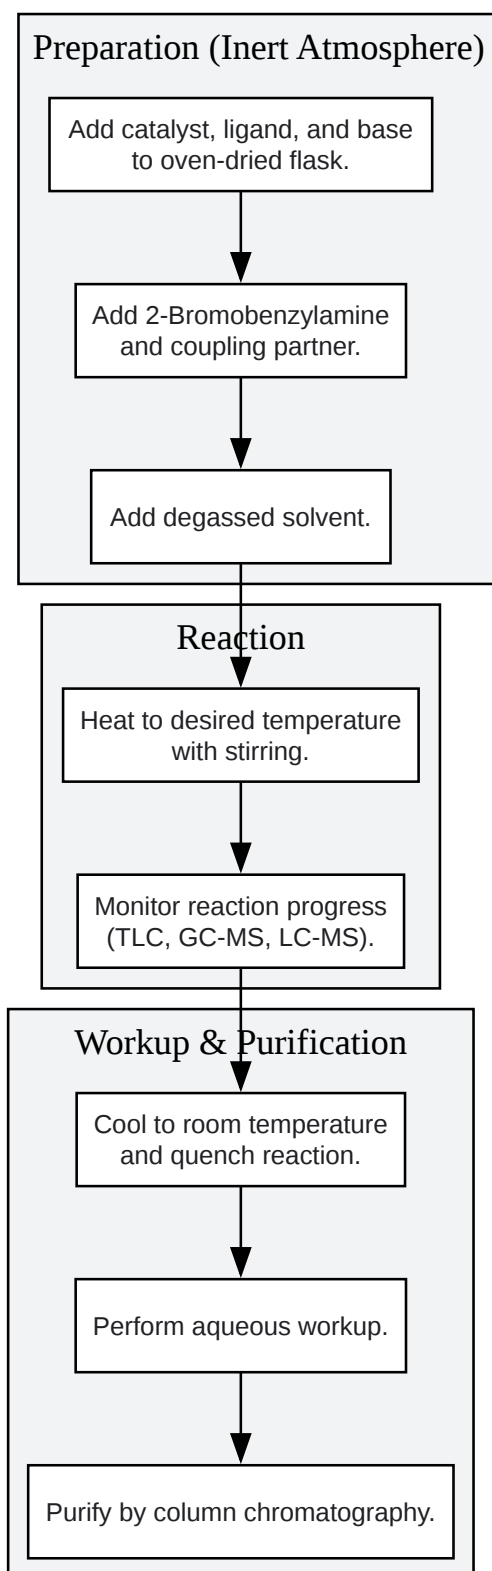 Preparation (Inert Atmosphere)
Add catalyst, ligand, and base
to oven-dried flask.
Add 2-Bromobenzylamine
and coupling partner.
Add degassed solvent.
Reaction
Heat to desired temperature
with stirring.
Monitor reaction progress
(TLC, GC-MS, LC-MS).
Workup & Purification
Cool to room temperature
and quench reaction.
Perform aqueous workup.
Purify by column chromatography.